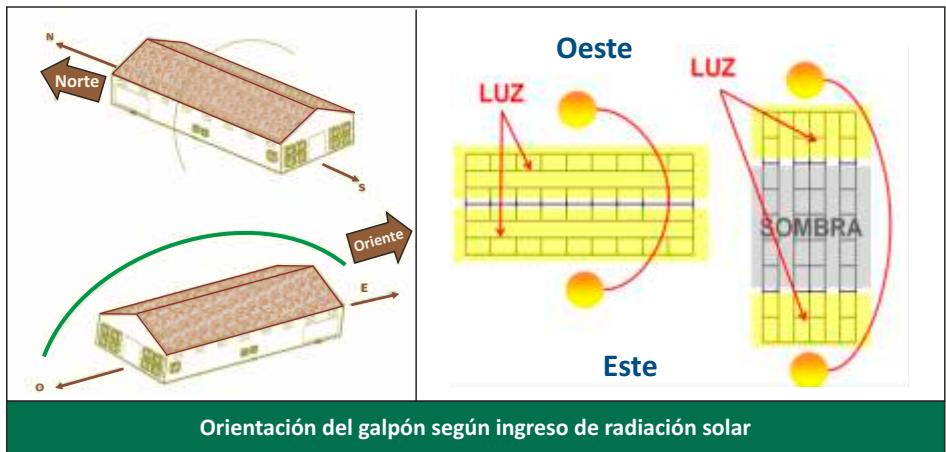 N
Norte
S
Oriente
E
O
Oeste
LUZ
LUZ
SOMBRA
Este
Orientación del galpón según ingreso de radiación solar